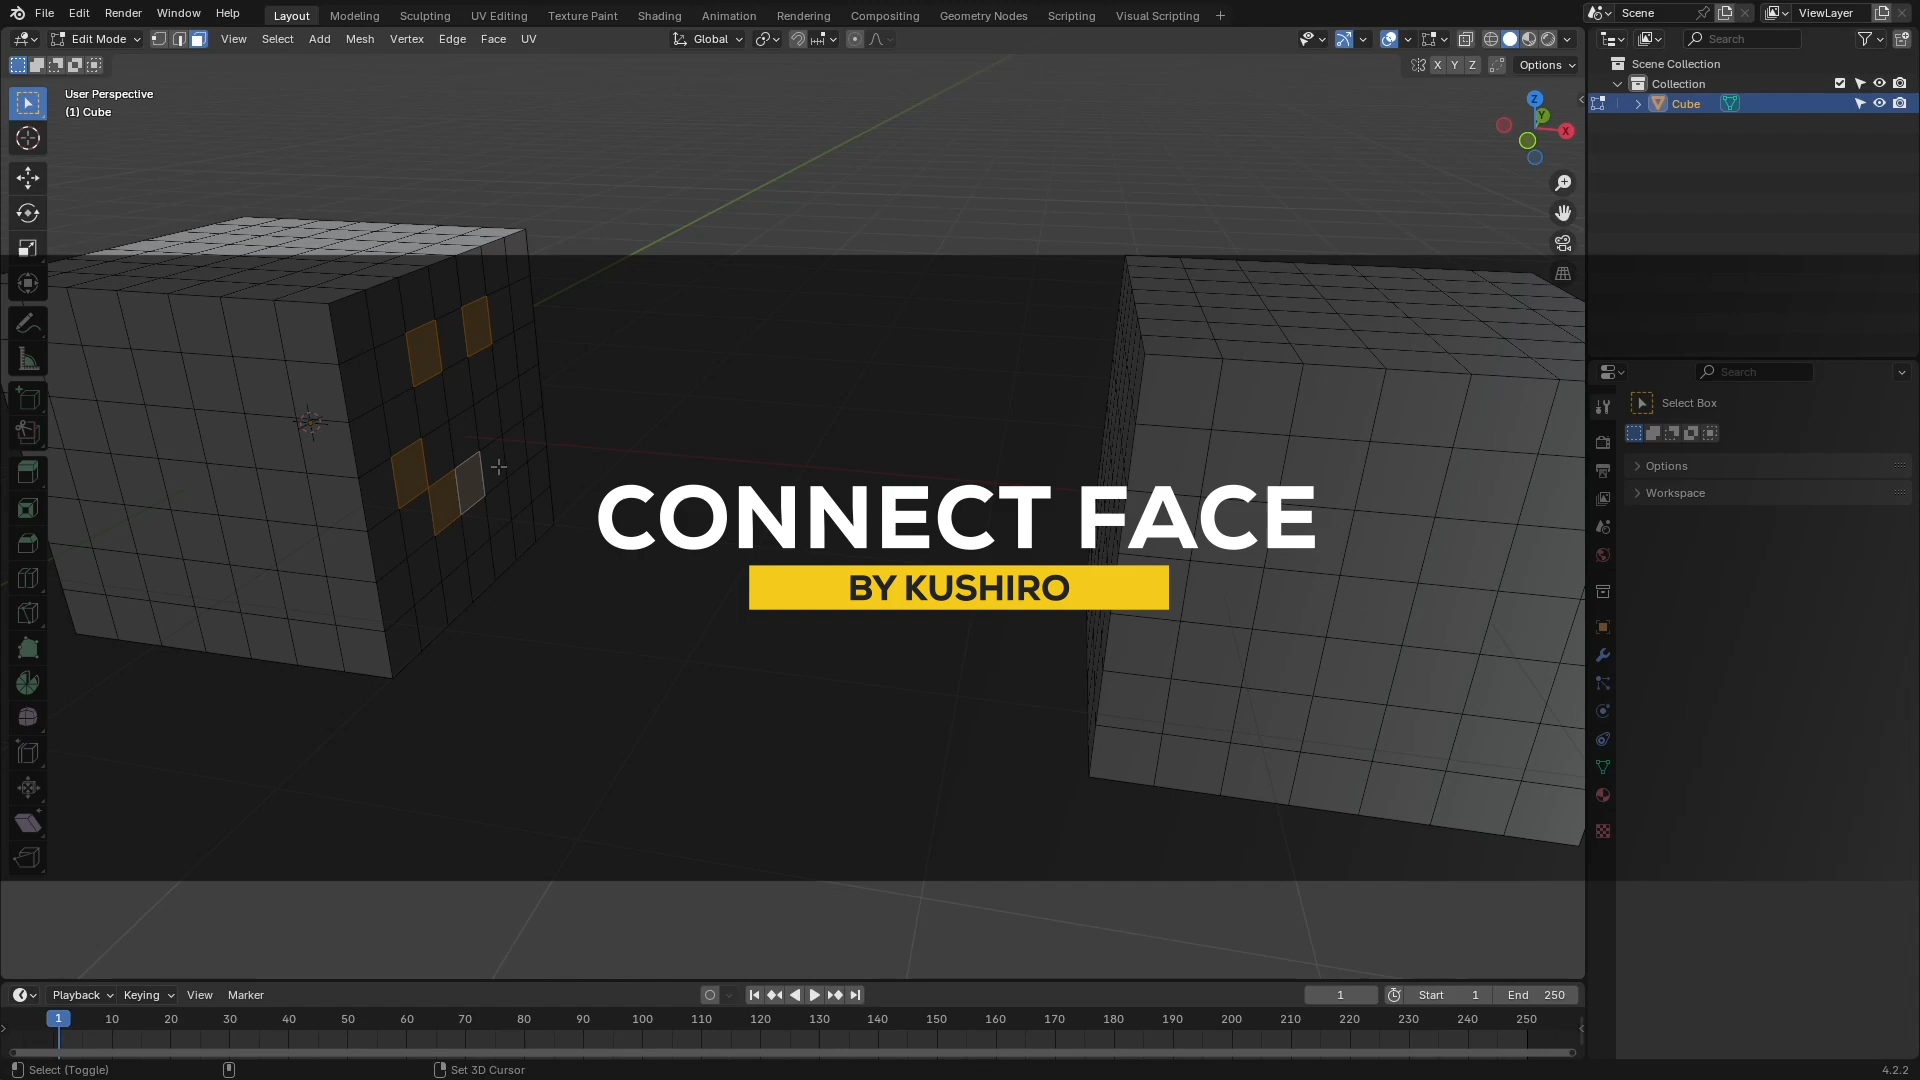 File Edit Render Window Help Layout Modeling Sculpting UV Editing Texture Paint Shading Animation Rendering Compositing Geometry Nodes Scripting Visual Scripting + Scene ViewLayer
Edit Mode View Select Add Mesh Vertex Edge Face UV Global Search
X Y Z Options
Scene Collection
Collection
Cube
User Perspective
(1) Cube
Z
Y
X
Search
Select Box
Options
Workspace
CONNECT FACE
BY KUSHIRO
Playback Keying View Marker 1 Start 1 End 250
1 10 20 30 40 50 60 70 80 90 100 110 120 130 140 150 160 170 180 190 200 210 220 230 240 250
Select (Toggle) Set 3D Cursor 4.2.2